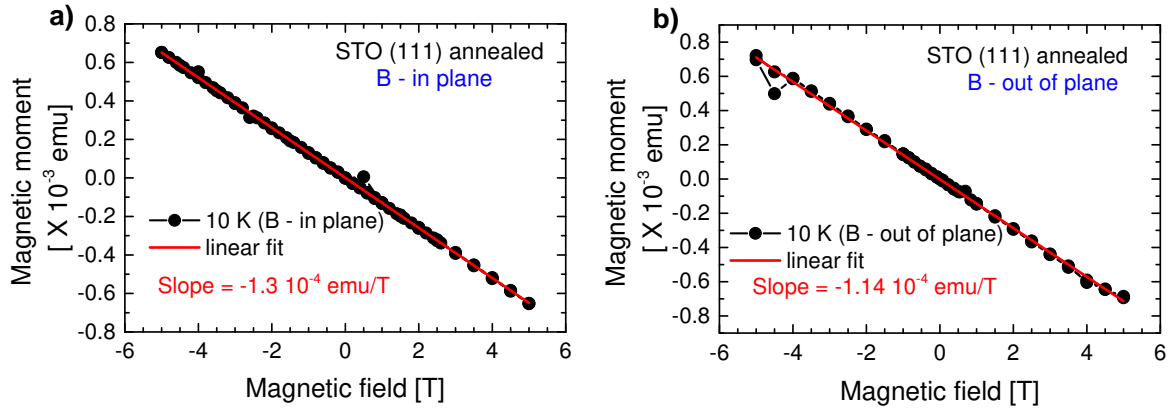 a)
STO (111) annealed
B - in plane
0.8
0.6
0.4
0.2
0.0
-0.2
-0.4
-0.6
-0.8
Magnetic moment
[ X 10⁻³ emu]
10 K (B - in plane)
linear fit
Slope = -1.3 10⁻⁴ emu/T
-6 -4 -2 0 2 4 6
Magnetic field [T]
b)
STO (111) annealed
B - out of plane
0.8
0.6
0.4
0.2
0.0
-0.2
-0.4
-0.6
-0.8
Magnetic moment
[ X 10⁻³ emu]
10 K (B - out of plane)
linear fit
Slope = -1.14 10⁻⁴ emu/T
-6 -4 -2 0 2 4 6
Magnetic field [T]